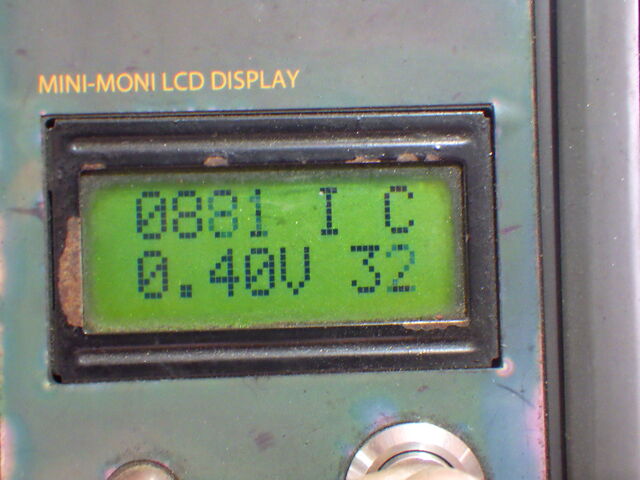 MINI-MONI LCD DISPLAY
0881 I C
0.40V 32